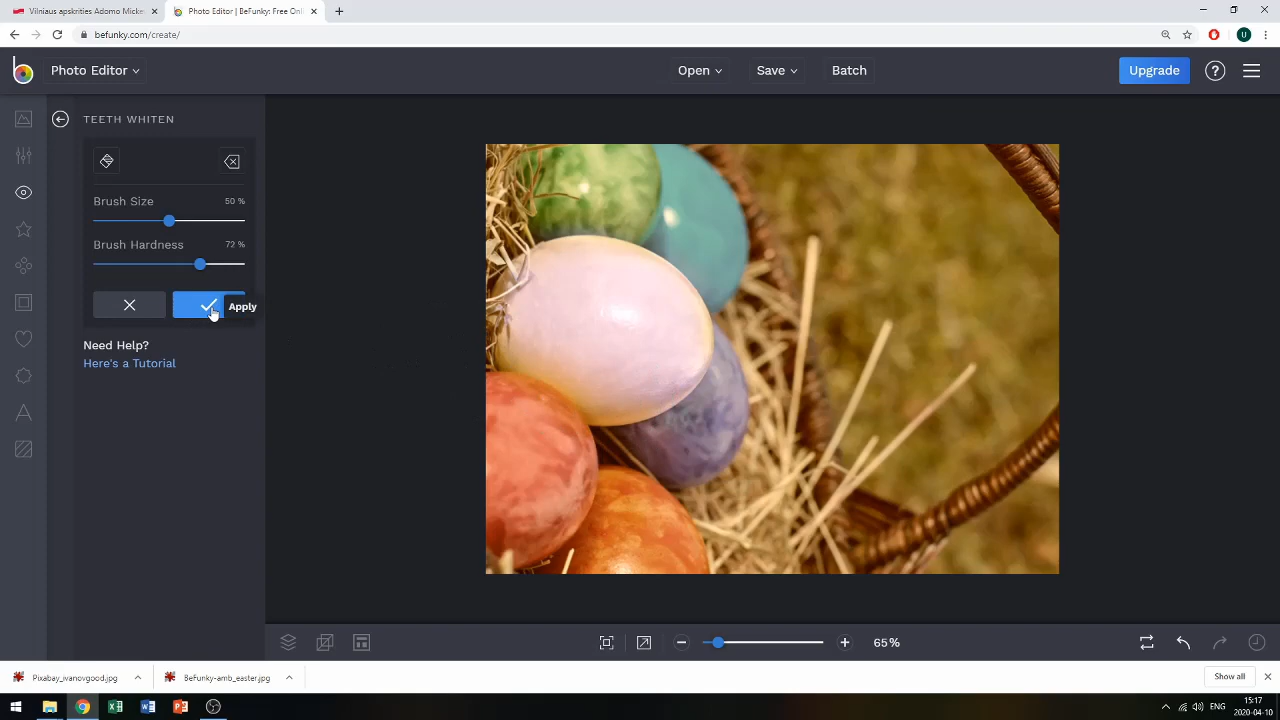 Vilniaus apskrities Adomo Micke
Photo Editor | BeFunky: Free Onl
befunky.com/create/
U
Photo Editor
Open
Save
Batch
Upgrade
?
TEETH WHITEN
Brush Size
50 %
Brush Hardness
72 %
Apply
Need Help?
Here's a Tutorial
65%
Pixabay_ivanovgood.jpg
BeFunky-amb_easter.jpg
Show all
ENG
15:17
2020-04-10